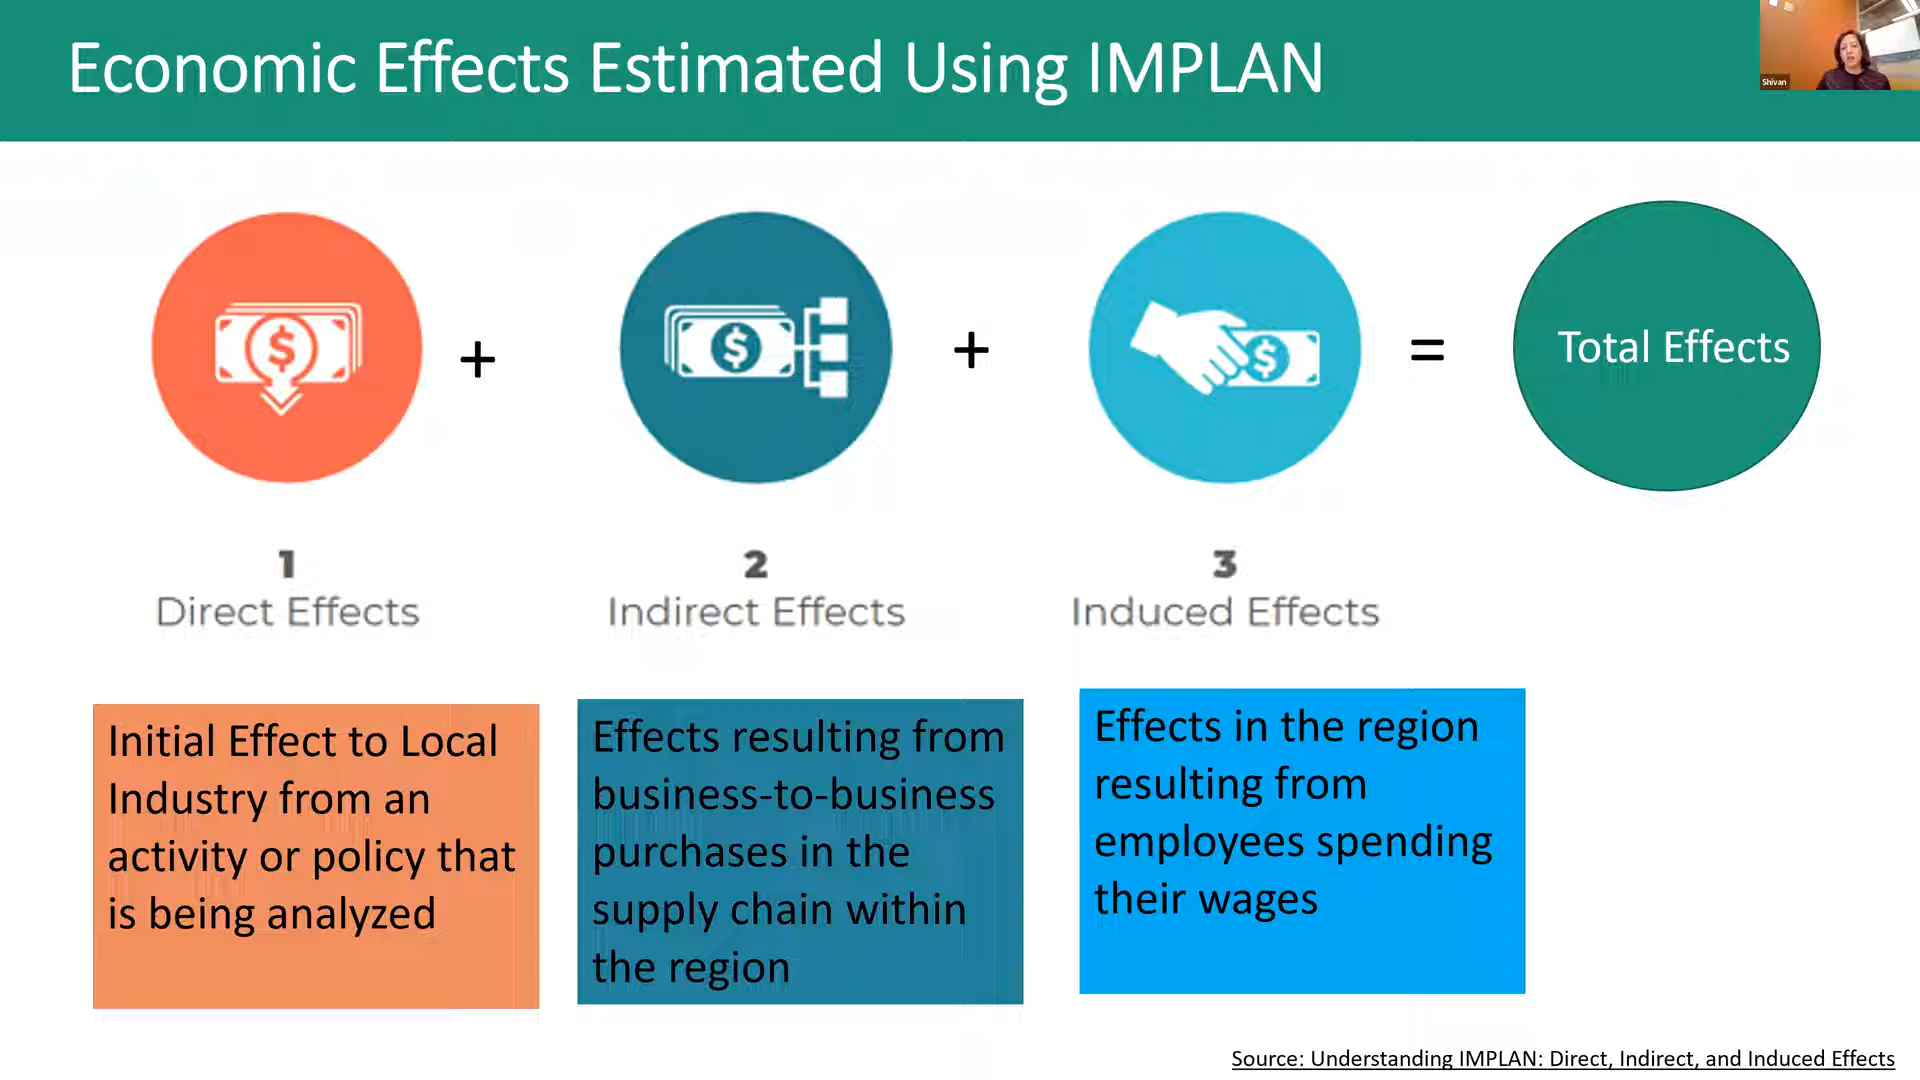 Economic Effects Estimated Using IMPLAN
Shivan
$
+
$
+
$
=
Total Effects
1
Direct Effects
2
Indirect Effects
3
Induced Effects
Initial Effect to Local
Industry from an
activity or policy that
is being analyzed
Effects resulting from
business-to-business
purchases in the
supply chain within
the region
Effects in the region
resulting from
employees spending
their wages
Source: Understanding IMPLAN: Direct, Indirect, and Induced Effects